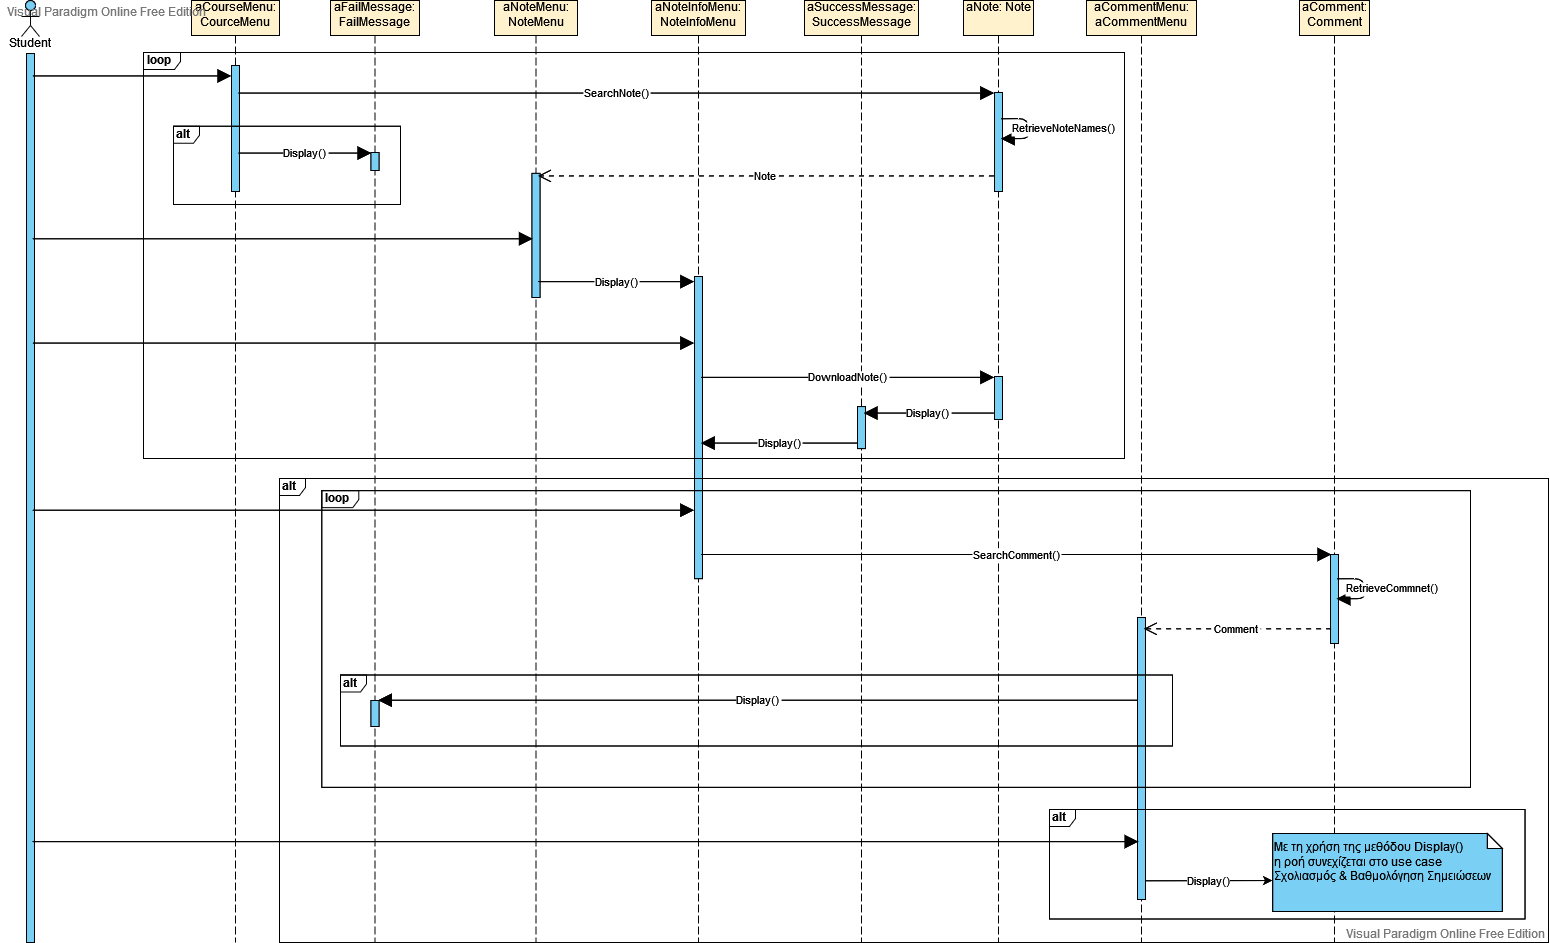 Visual Paradigm Online Free Edition
Student
aCourseMenu:
CourceMenu
aFailMessage:
FailMessage
aNoteMenu:
NoteMenu
aNoteInfoMenu:
NoteInfoMenu
aSuccessMessage:
SuccessMessage
aNote: Note
aCommentMenu:
aCommentMenu
aComment:
Comment
loop
SearchNote()
RetrieveNoteNames()
alt
Display()
Note
Display()
DownloadNote()
Display()
Display()
alt
loop
SearchComment()
RetrieveCommnet()
Comment
alt
Display()
alt
Με τη χρήση της μεθόδου Display()
η ροή συνεχίζεται στο use case
Σχολιασμός & Βαθμολόγηση Σημειώσεων
Display()
Visual Paradigm Online Free Edition